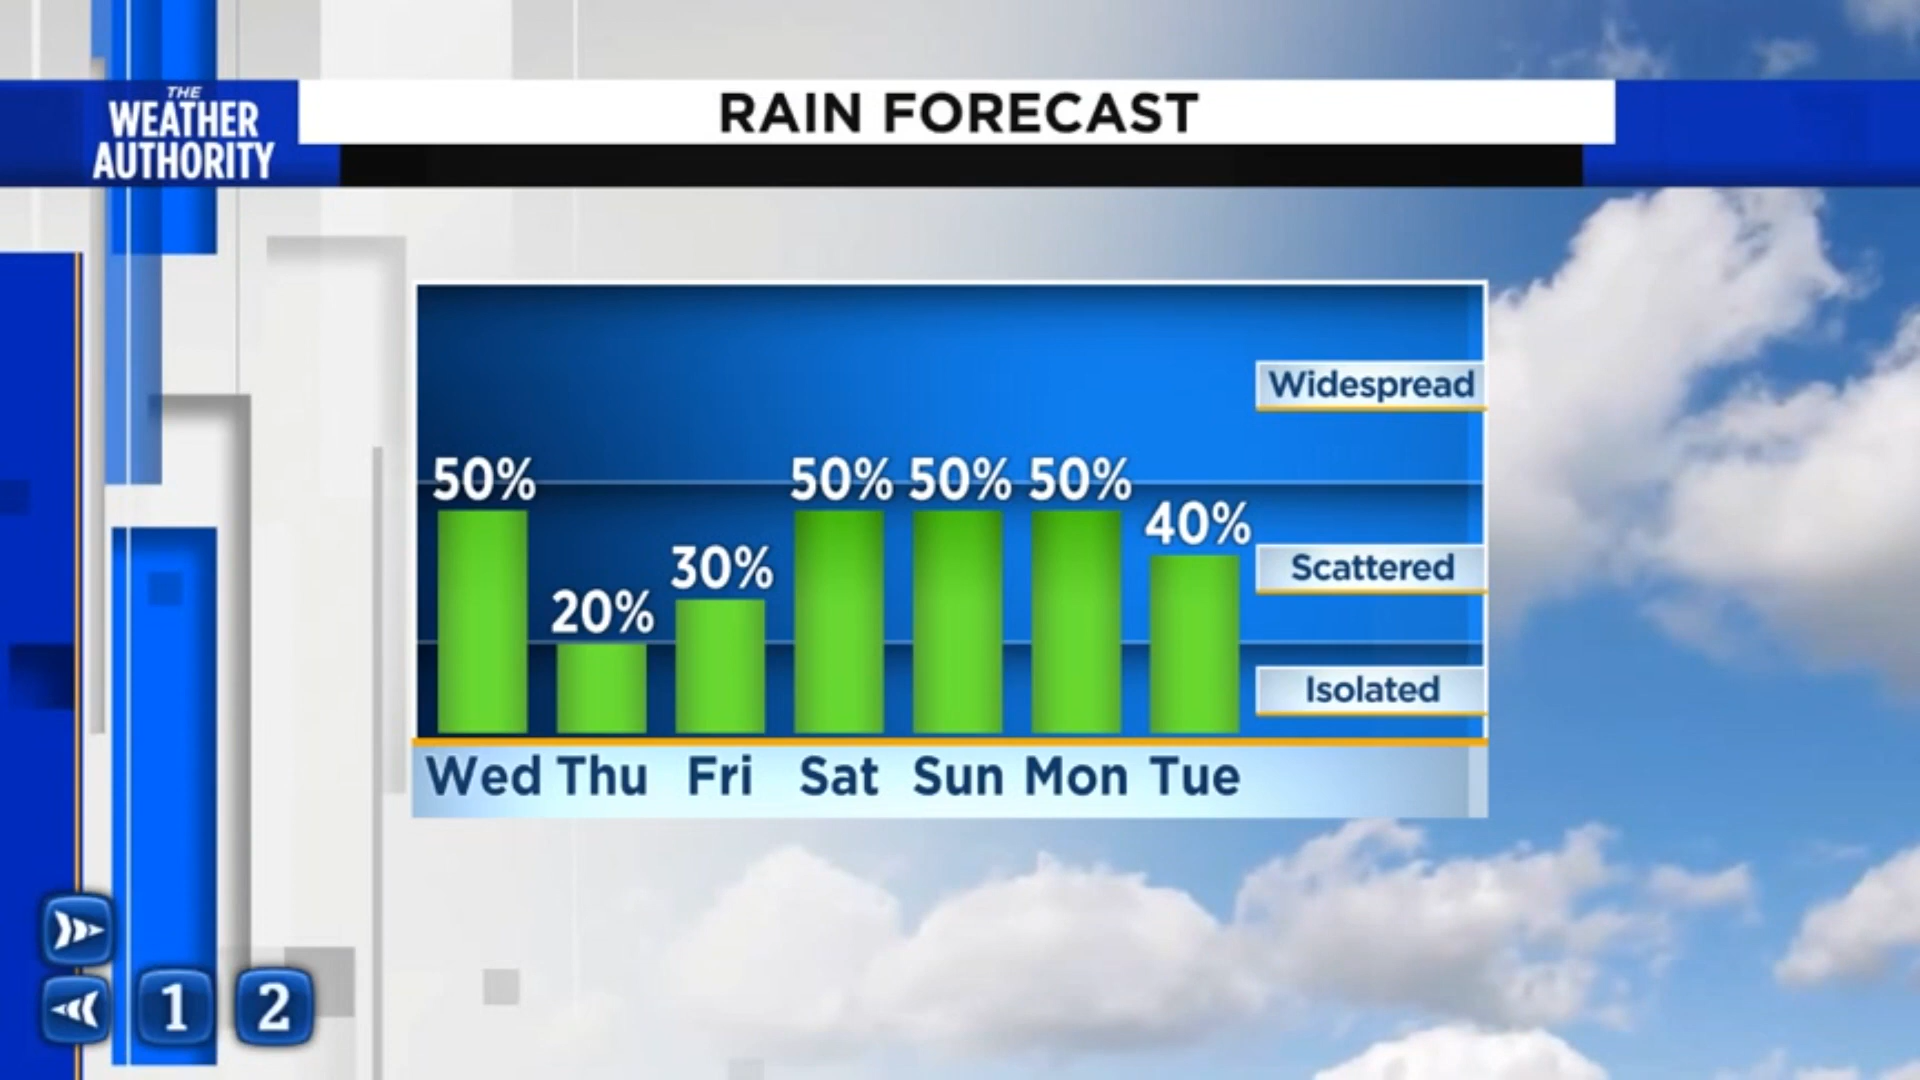 THE
WEATHER
AUTHORITY
RAIN FORECAST
Widespread
50% 50% 50% 50%
40%
30%
Scattered
20%
Isolated
Wed Thu Fri Sat Sun Mon Tue
1 2